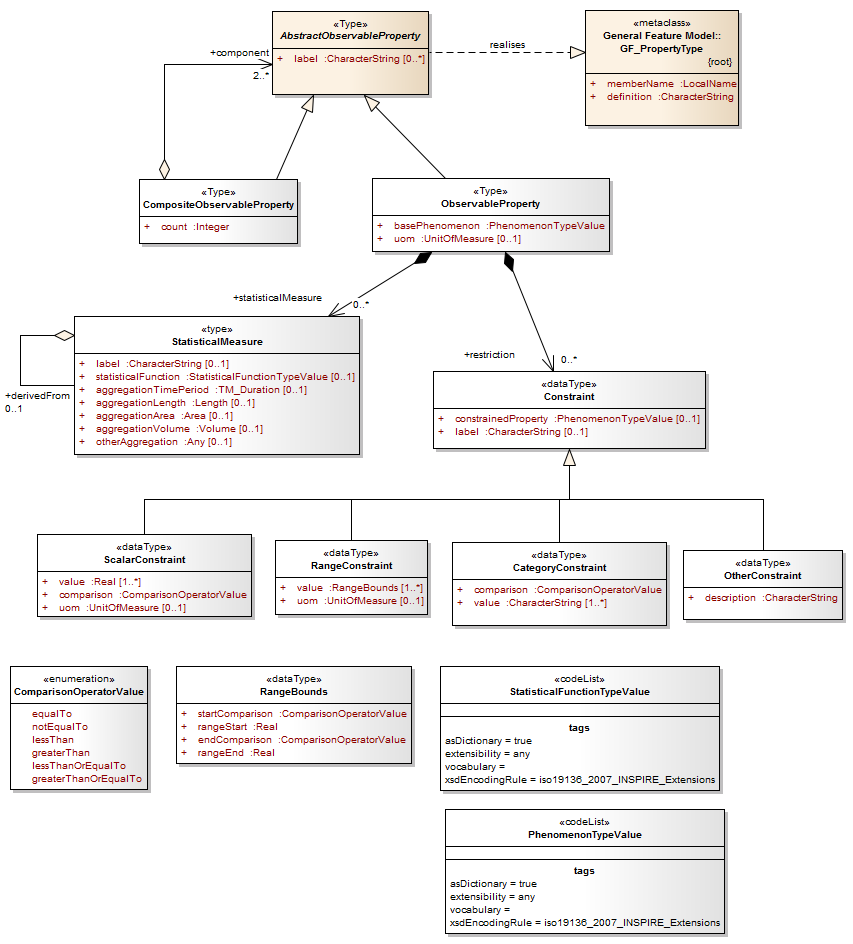 «Type»
AbstractObservableProperty
+ label :CharacterString [0..*]
realises
«metaclass»
General Feature Model::
GF_PropertyType
{root}
+ memberName :LocalName
+ definition :CharacterString
+component
2..*
«Type»
CompositeObservableProperty
+ count :Integer
«Type»
ObservableProperty
+ basePhenomenon :PhenomenonTypeValue
+ uom :UnitOfMeasure [0..1]
+statisticalMeasure
0..*
+restriction
0..*
«type»
StatisticalMeasure
+ label :CharacterString [0..1]
+ statisticalFunction :StatisticalFunctionTypeValue [0..1]
+ aggregationTimePeriod :TM_Duration [0..1]
+ aggregationLength :Length [0..1]
+ aggregationArea :Area [0..1]
+ aggregationVolume :Volume [0..1]
+ otherAggregation :Any [0..1]
+derivedFrom
0..1
«dataType»
Constraint
+ constrainedProperty :PhenomenonTypeValue [0..1]
+ label :CharacterString [0..1]
«dataType»
ScalarConstraint
+ value :Real [1..*]
+ comparison :ComparisonOperatorValue
+ uom :UnitOfMeasure [0..1]
«dataType»
RangeConstraint
+ value :RangeBounds [1..*]
+ uom :UnitOfMeasure [0..1]
«dataType»
CategoryConstraint
+ comparison :ComparisonOperatorValue
+ value :CharacterString [1..*]
«dataType»
OtherConstraint
+ description :CharacterString
«enumeration»
ComparisonOperatorValue
equalTo
notEqualTo
lessThan
greaterThan
lessThanOrEqualTo
greaterThanOrEqualTo
«dataType»
RangeBounds
+ startComparison :ComparisonOperatorValue
+ rangeStart :Real
+ endComparison :ComparisonOperatorValue
+ rangeEnd :Real
«codeList»
StatisticalFunctionTypeValue
tags
asDictionary = true
extensibility = any
vocabulary =
xsdEncodingRule = iso19136_2007_INSPIRE_Extensions
«codeList»
PhenomenonTypeValue
tags
asDictionary = true
extensibility = any
vocabulary =
xsdEncodingRule = iso19136_2007_INSPIRE_Extensions